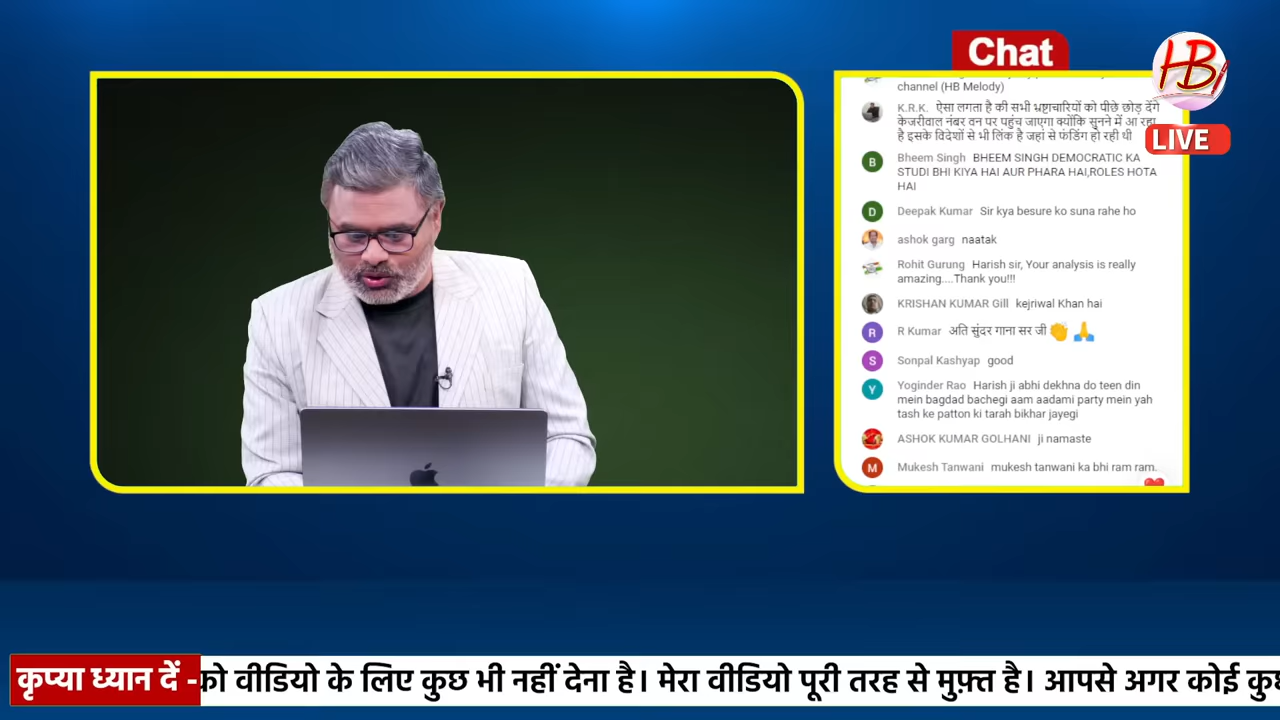 Chat
HB
LIVE
channel (HB Melody)
K.R.K. ऐसा लगता है की सभी भ्रष्टाचारियों को पीछे छोड़ देंगे
केजरीवाल नंबर वन पर पहुंच जाएगा क्योंकि सुनने में आ रहा
है इसके विदेशों से भी लिंक है जहां से फंडिंग हो रही थी
B Bheem Singh BHEEM SINGH DEMOCRATIC KA
STUDI BHI KIYA HAI AUR PHARA HAI,ROLES HOTA
HAI
D Deepak Kumar Sir kya besure ko suna rahe ho
ashok garg naatak
Rohit Gurung Harish sir, Your analysis is really
amazing....Thank you!!!
KRISHAN KUMAR Gill kejriwal Khan hai
R R Kumar अति सुंदर गाना सर जी 👏 🙏
S Sonpal Kashyap good
Y Yoginder Rao Harish ji abhi dekhna do teen din
mein bagdad bachegi aam aadami party mein yah
tash ke patton ki tarah bikhar jayegi
ASHOK KUMAR GOLHANI ji namaste
M Mukesh Tanwani mukesh tanwani ka bhi ram ram.
कृप्या ध्यान दें - को वीडियो के लिए कुछ भी नहीं देना है। मेरा वीडियो पूरी तरह से मुफ़्त है। आपसे अगर कोई कुछ